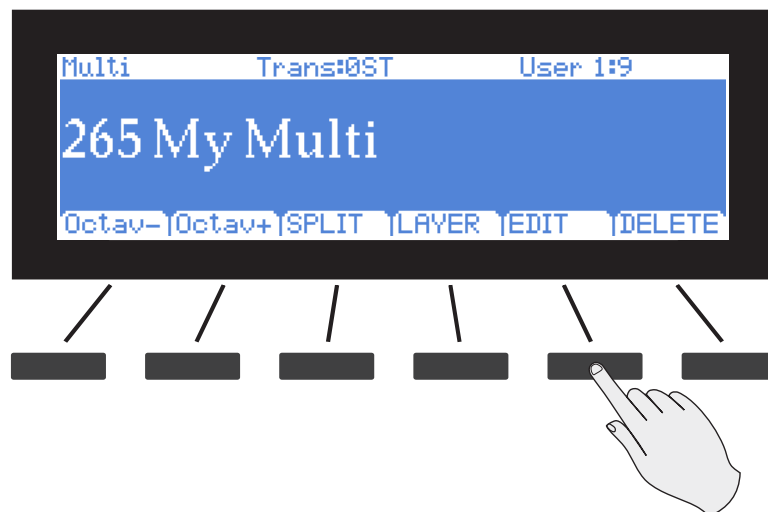 Multi Trans:0ST User 1:9
265 My Multi
Octav- Octav+ SPLIT LAYER EDIT DELETE